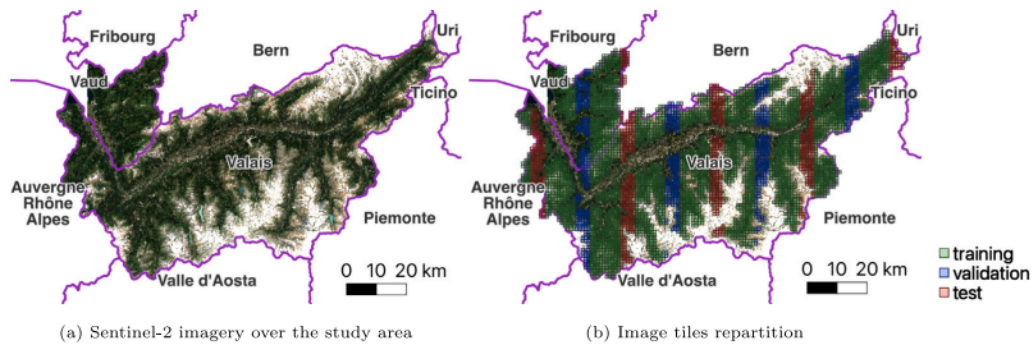 Fribourg
Bern
Uri
Vaud
Ticino
Valais
Auvergne
Rhône
Alpes
Piemonte
Valle d'Aosta
0 10 20 km
(a) Sentinel-2 imagery over the study area
Fribourg
Bern
Uri
Vaud
Ticino
Valais
Auvergne
Rhône
Alpes
Piemonte
Valle d'Aosta
0 10 20 km
training
validation
test
(b) Image tiles repartition